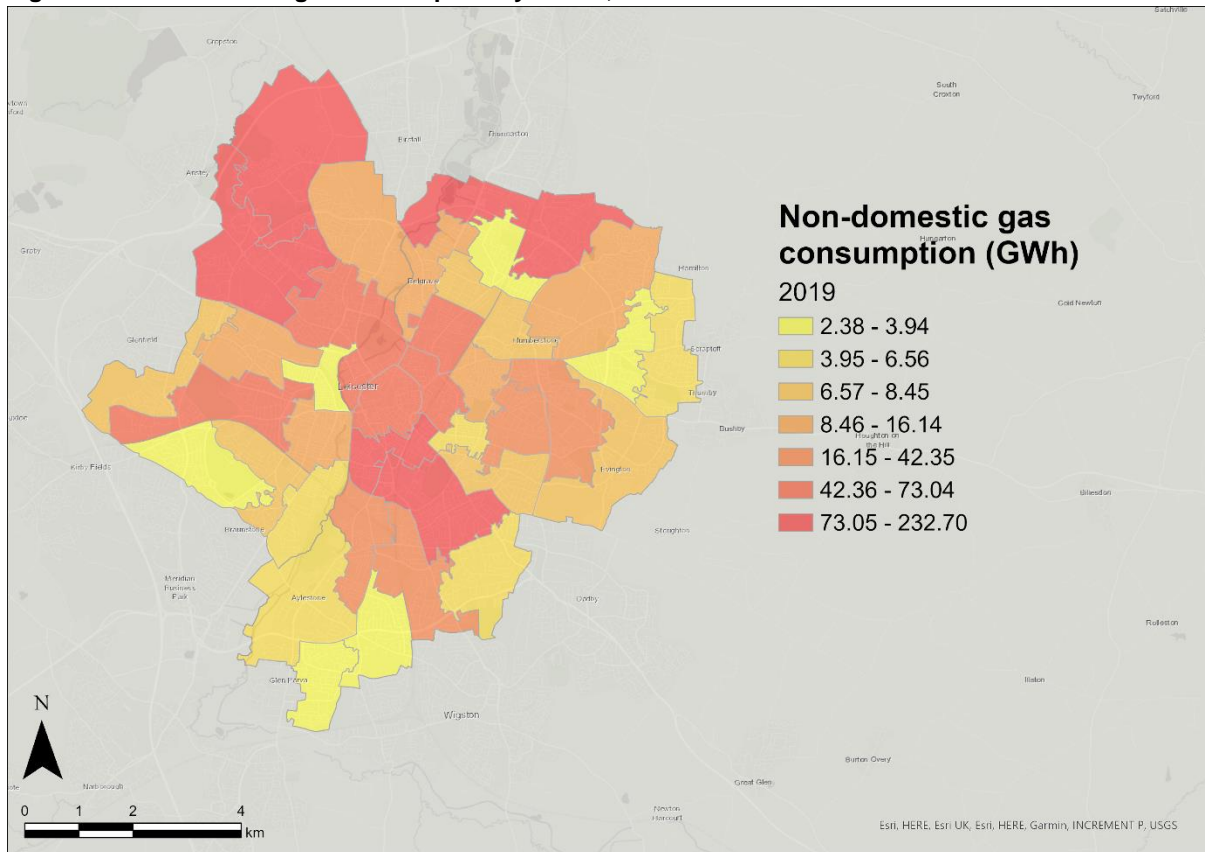 Cropston
South
Croxton
Twyford
Birstall
Anstey
Groby
Hungarton
Hamilton
Belgrave
Cold Newton
Glenfield
Humberstone
Scraptoft
Leicester
Thurnby
Bushby
Houghton on
the Hill
Kirby Fields
Evington
Billesdon
Braunstone
Stoughton
Meridian
Business
Park
Aylestone
Oadby
Rolleston
Glen Parva
Illston
Wigston
Burton Overy
Great Glen
Narborough
Newton
Harcourt
Non-domestic gas
consumption (GWh)
2019
2.38 - 3.94
3.95 - 6.56
6.57 - 8.45
8.46 - 16.14
16.15 - 42.35
42.36 - 73.04
73.05 - 232.70
N
0 1 2 4
km
Esri, HERE, Esri UK, Esri, HERE, Garmin, INCREMENT P, USGS